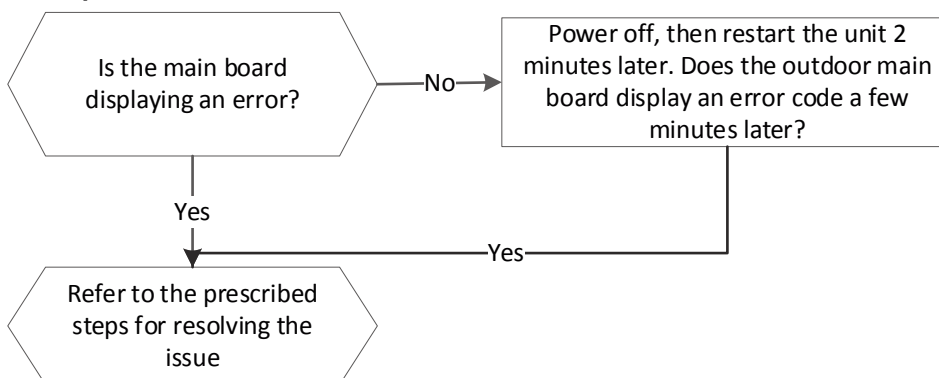 Is the main board
displaying an error?
No
Power off, then restart the unit 2
minutes later. Does the outdoor main
board display an error code a few
minutes later?
Yes
Yes
Refer to the prescribed
steps for resolving the
issue